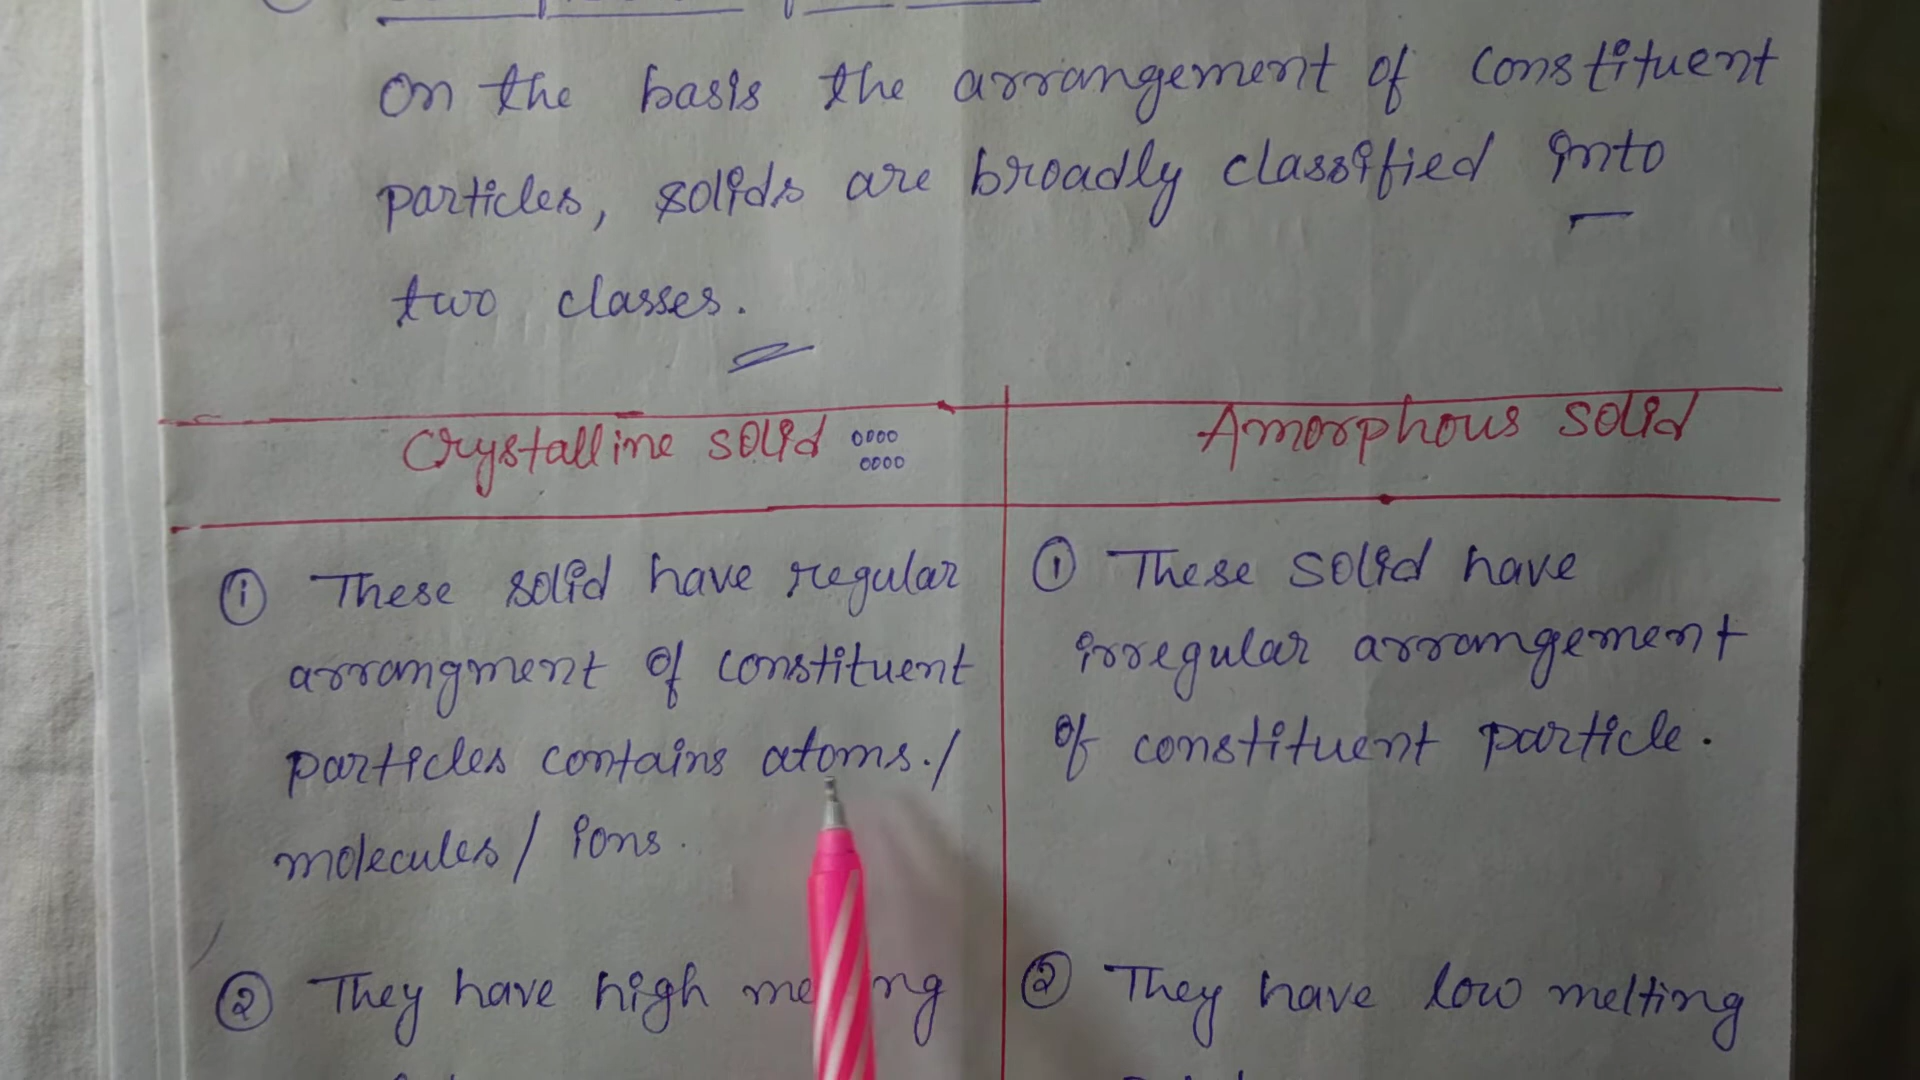 On the basis the arrangement of constituent
particles, solids are broadly classified into
two classes.
Crystalline solid
Amorphous solid
① These solid have regular
arrangment of constituent
particles contains atoms./
molecules/ ions.
② They have high me ng
① These solid have
irregular arrangement
of constituent particle.
② They have low melting